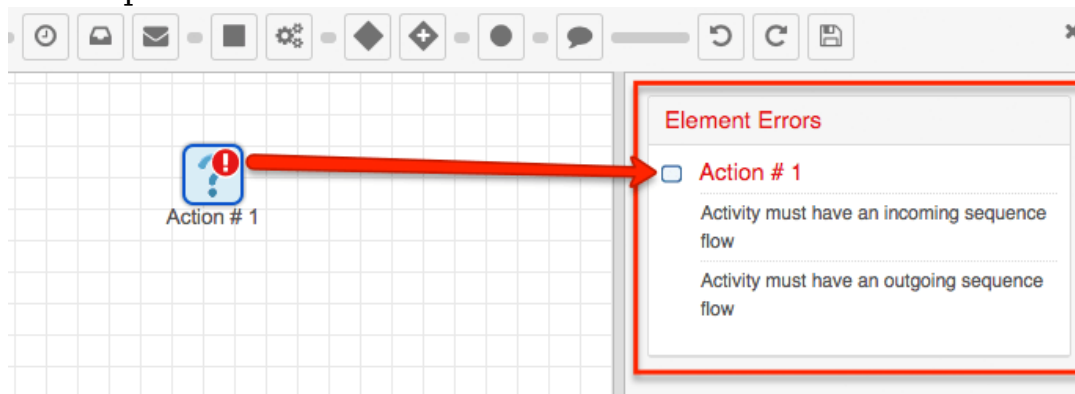 Element Errors
Action # 1
Activity must have an incoming sequence
flow
Activity must have an outgoing sequence
flow
Action # 1